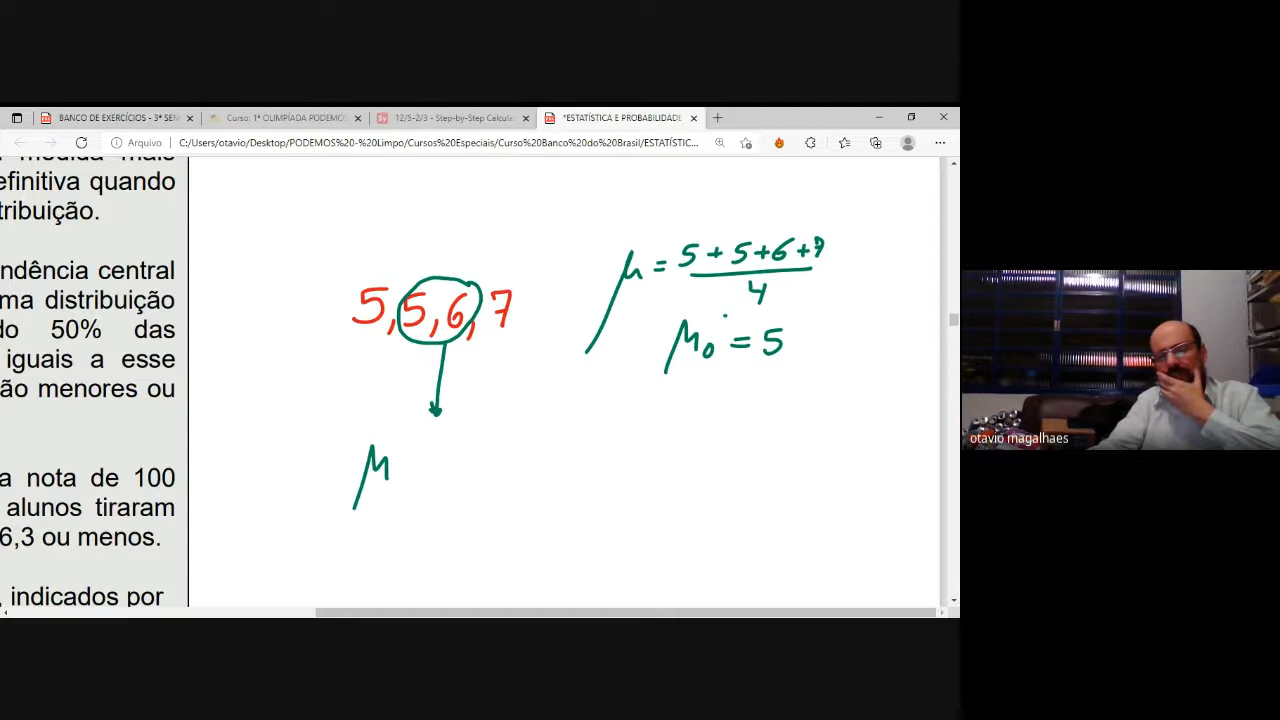 BANCO DE EXERCÍCIOS - 3ª SEM
Curso: 1ª OLIMPÍADA PODEMOS
12/5-2/3 - Step-by-Step Calcula
*ESTATÍSTICA E PROBABILIDADE
Arquivo
C:/Users/otavio/Desktop/PODEMOS%20-%20Limpo/Cursos%20Especiais/Curso%20Banco%20do%20Brasil/ESTATÍSTIC...
efinitiva quando
tribuição.
ndência central
ma distribuição
do 50% das
iguais a esse
ão menores ou
a nota de 100
alunos tiraram
6,3 ou menos.
, indicados por
5,5,6,7
μ = 5+5+6+7
4
μo = 5
μ
otavio magalhaes